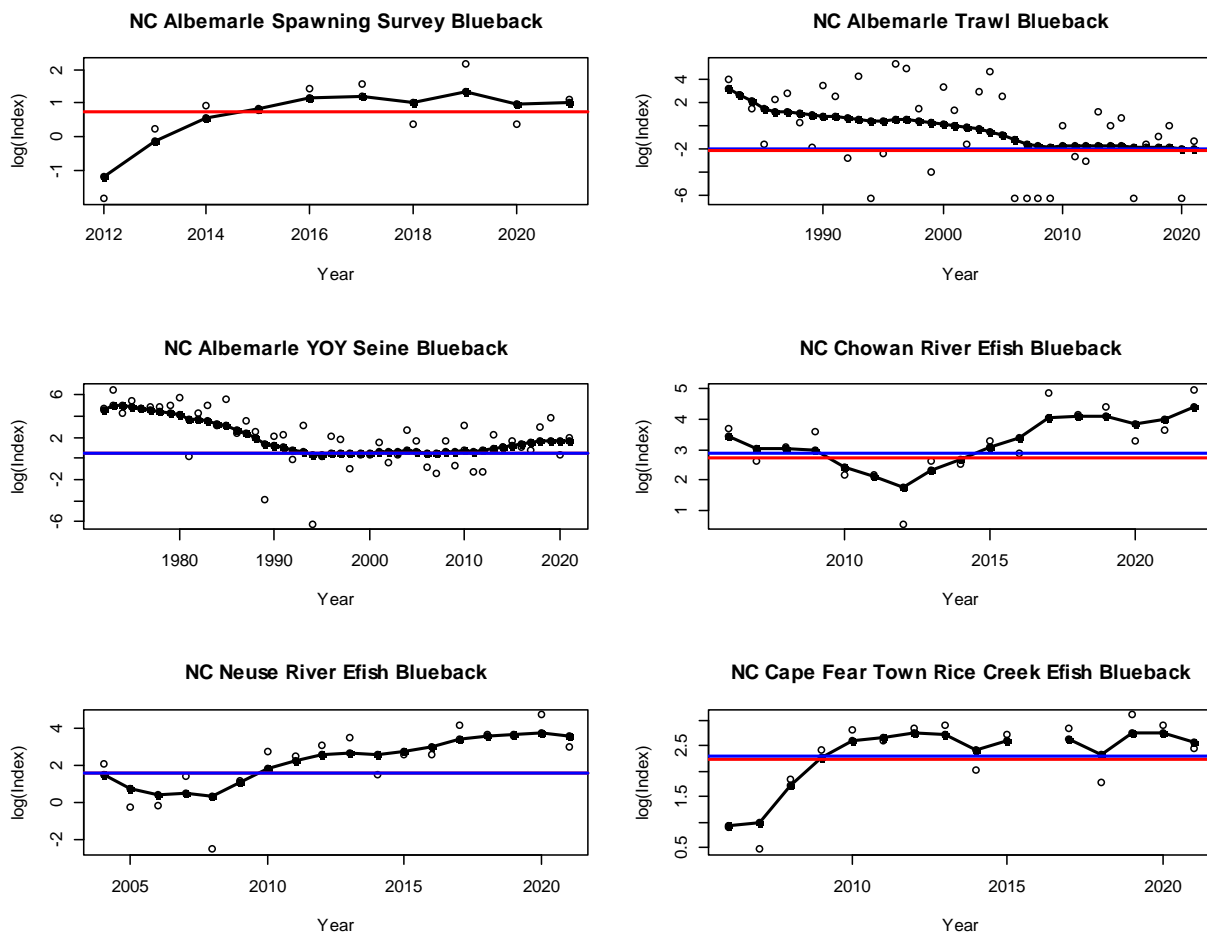 NC Albemarle Spawning Survey Blueback
log(Index)
2
1
0
-1
2012 2014 2016 2018 2020
Year
NC Albemarle Trawl Blueback
log(Index)
4
2
-2
-6
1990 2000 2010 2020
Year
NC Albemarle YOY Seine Blueback
log(Index)
6
2
-2
-6
1980 1990 2000 2010 2020
Year
NC Chowan River Efish Blueback
log(Index)
5
4
3
2
1
2010 2015 2020
Year
NC Neuse River Efish Blueback
log(Index)
4
2
0
-2
2005 2010 2015 2020
Year
NC Cape Fear Town Rice Creek Efish Blueback
log(Index)
2.5
1.5
0.5
2010 2015 2020
Year